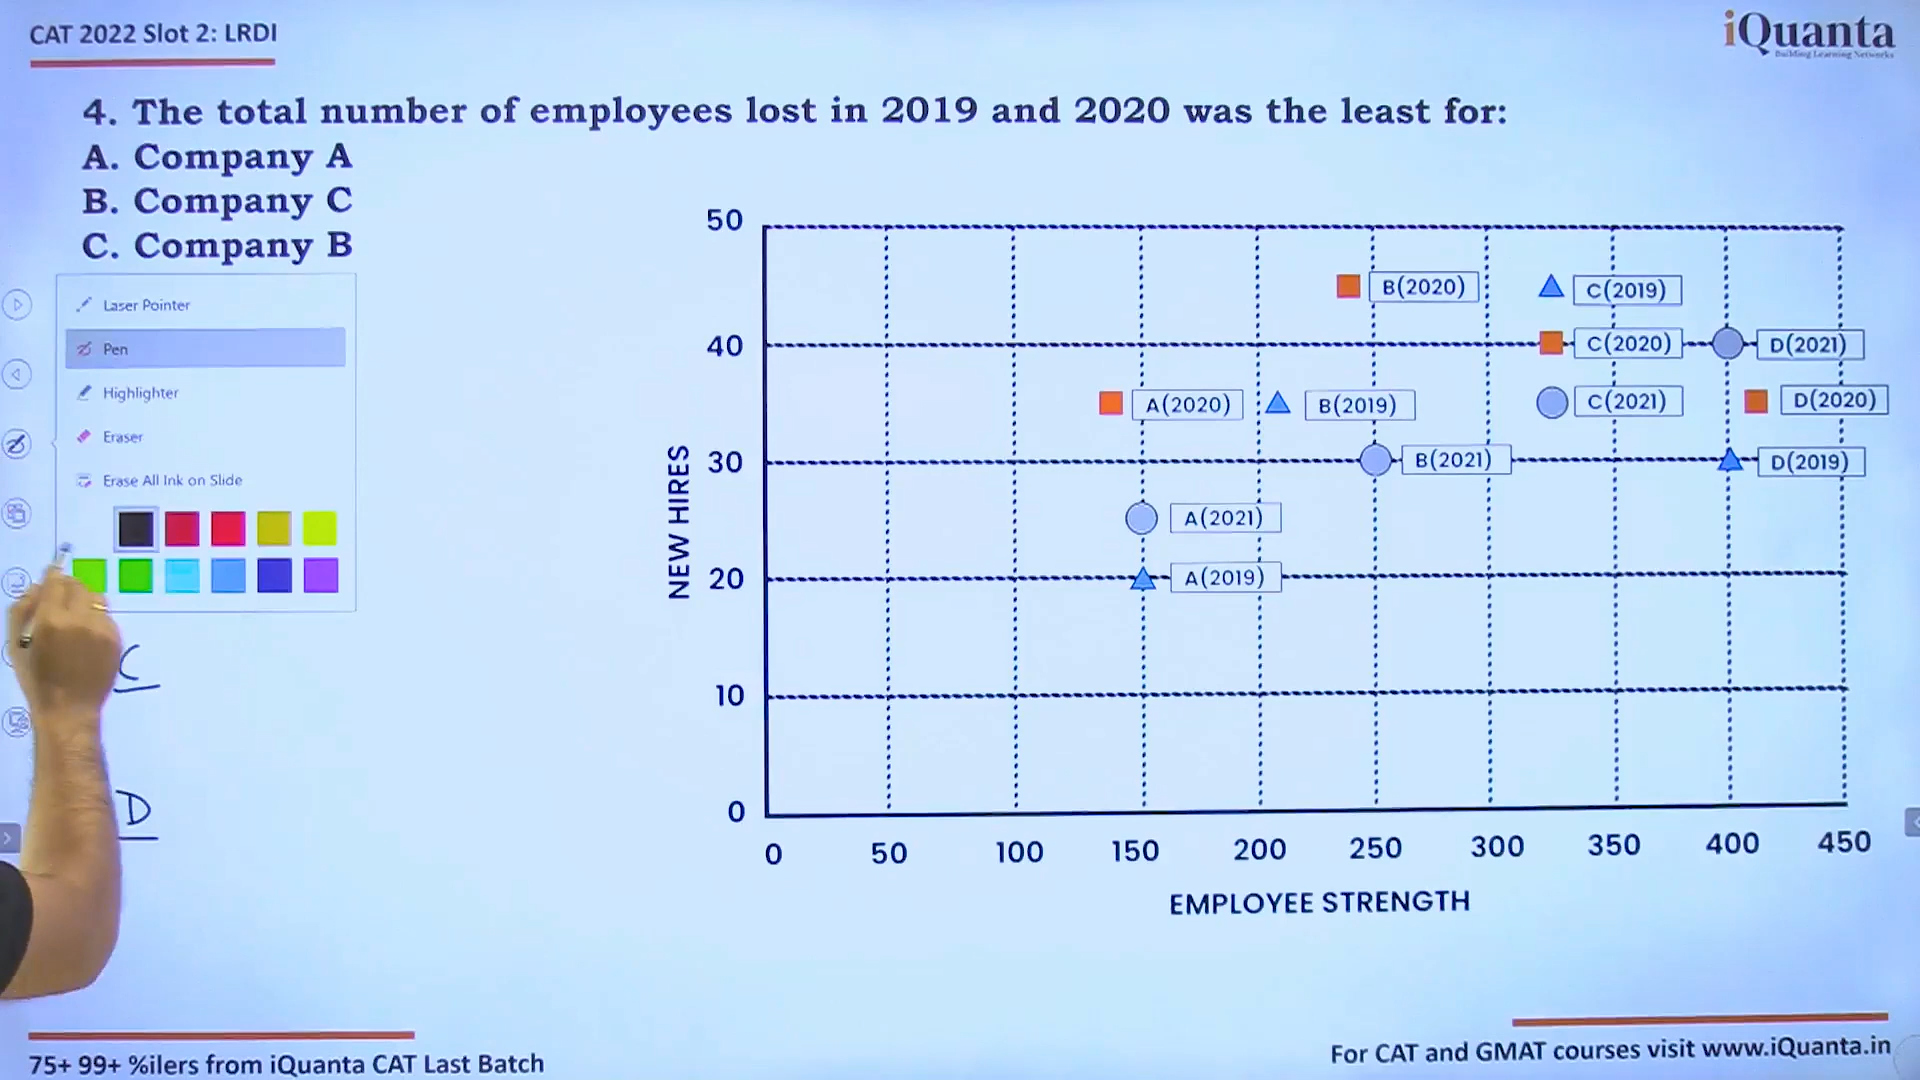 CAT 2022 Slot 2: LRDI
iQuanta
Building Learning Networks
4. The total number of employees lost in 2019 and 2020 was the least for:
A. Company A
B. Company C
C. Company B
Laser Pointer
Pen
Highlighter
Eraser
Erase All Ink on Slide
C
D
50
40
30
20
10
0
NEW HIRES
B(2020)
C(2019)
C(2020)
D(2021)
A(2020)
B(2019)
C(2021)
D(2020)
B(2021)
D(2019)
A(2021)
A(2019)
0 50 100 150 200 250 300 350 400 450
EMPLOYEE STRENGTH
75+ 99+ %ilers from iQuanta CAT Last Batch
For CAT and GMAT courses visit www.iQuanta.in